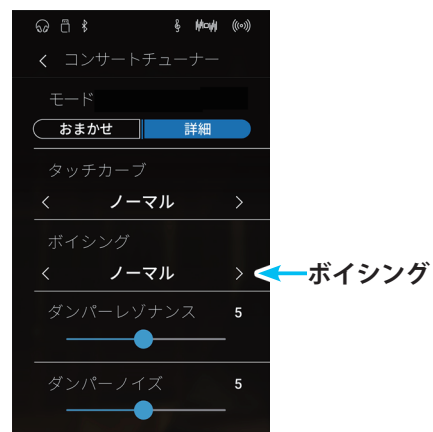 コンサートチューナー
モード
おまかせ 詳細
タッチカーブ
ノーマル
ボイシング
ノーマル
ボイシング
ダンパーレゾナンス 5
ダンパーノイズ 5